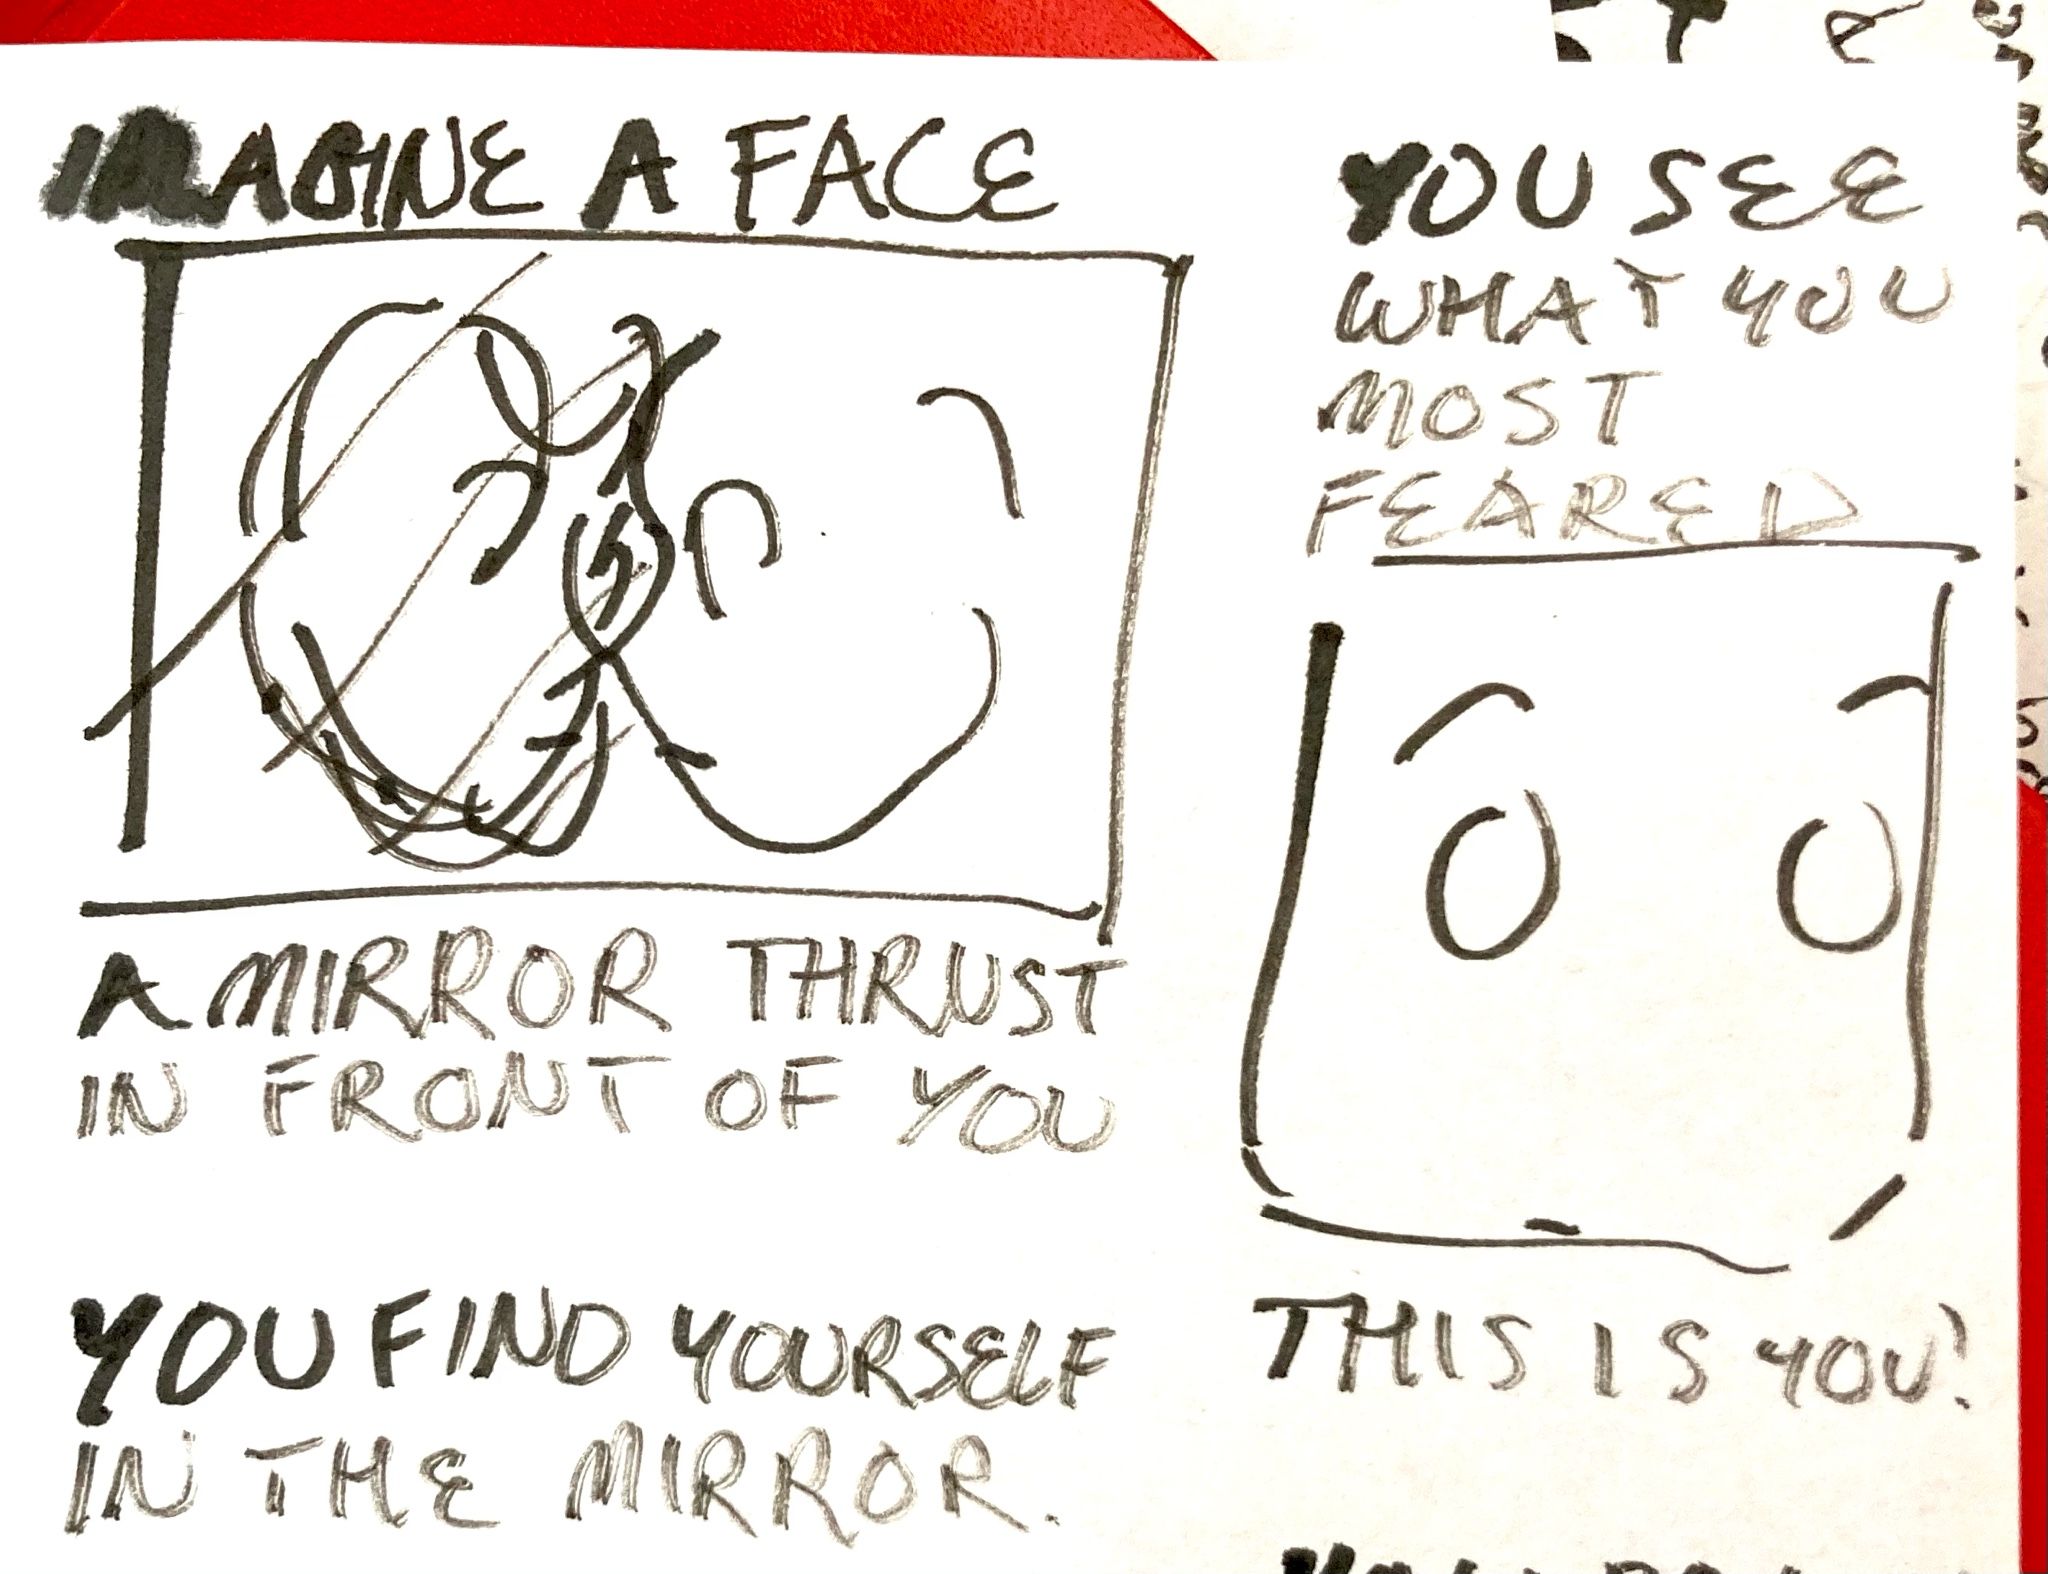 IMAGINE A FACE
A MIRROR THRUST
IN FRONT OF YOU
YOU FIND YOURSELF
IN THE MIRROR.
YOU SEE
WHAT YOU
MOST
FEARED
THIS IS YOU!